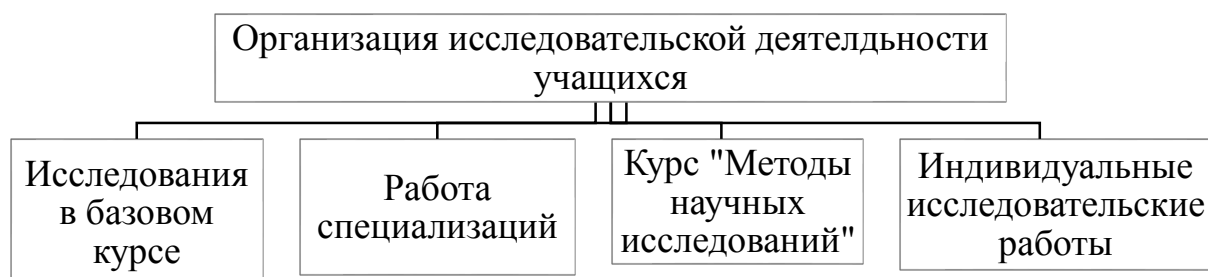 Организация исследовательской деятелдьности
учащихся
Исследования
в базовом
курсе
Работа
специализаций
Курс "Методы
научных
исследований"
Индивидуальные
исследовательские
работы